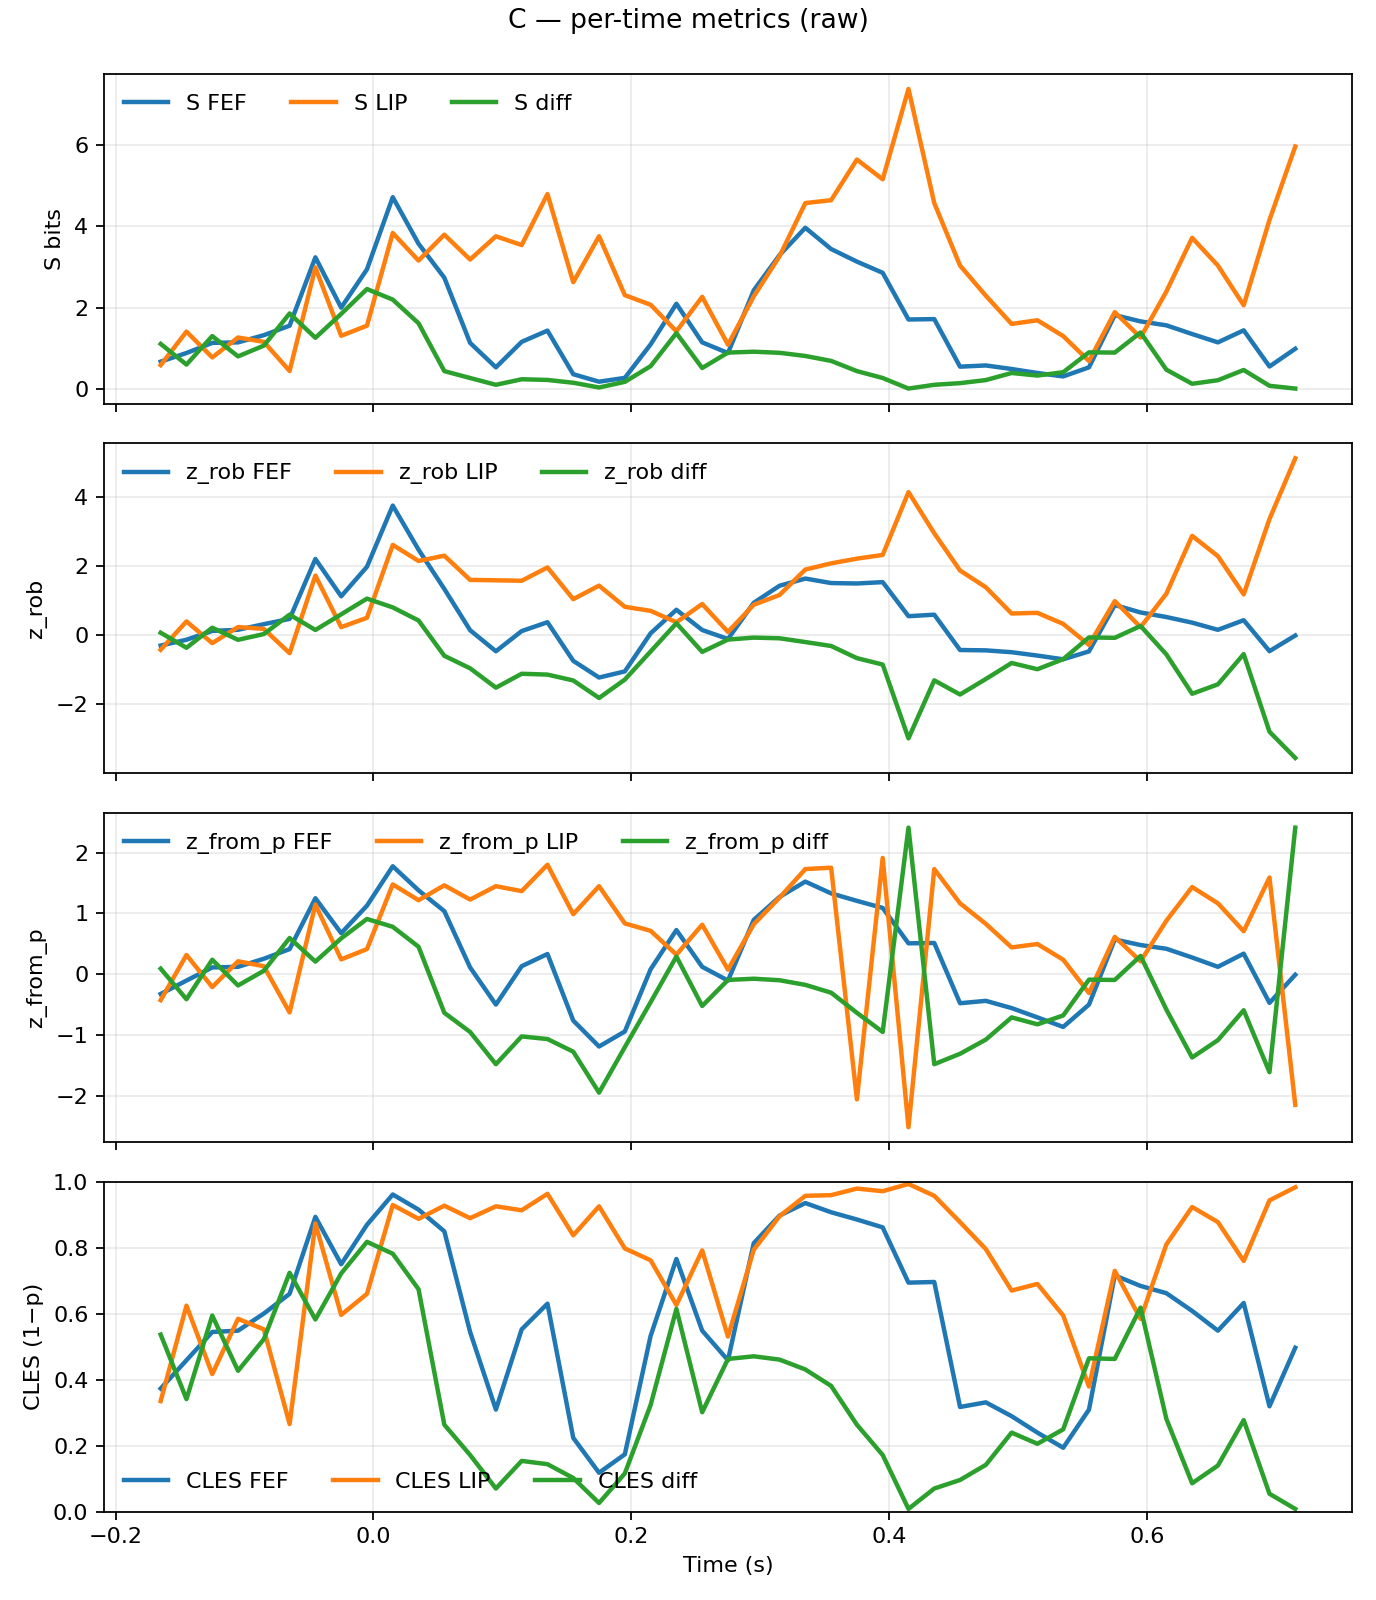 C — per-time metrics (raw)
S FEF S LIP S diff
S bits
6
4
2
0
z_rob FEF z_rob LIP z_rob diff
z_rob
4
2
0
−2
z_from_p FEF z_from_p LIP z_from_p diff
z_from_p
2
1
0
−1
−2
CLES (1−p)
1.0
0.8
0.6
0.4
0.2
0.0
CLES FEF CLES LIP CLES diff
−0.2 0.0 0.2 0.4 0.6
Time (s)